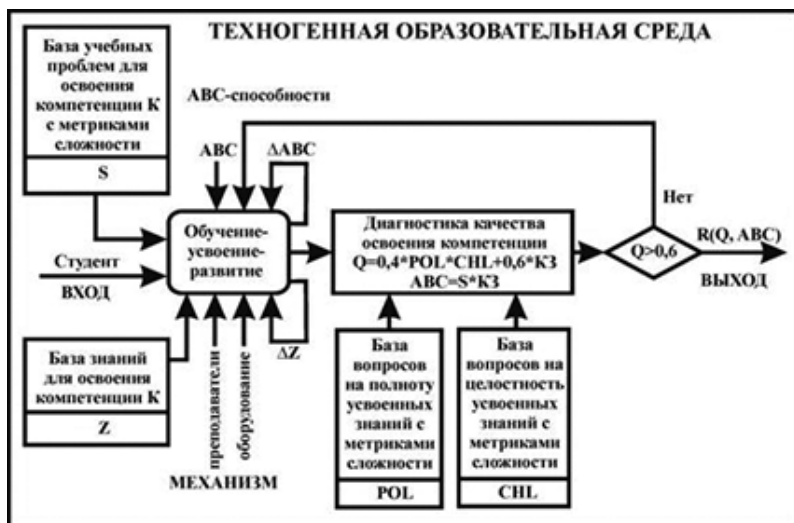 ТЕХНОГЕННАЯ ОБРАЗОВАТЕЛЬНАЯ СРЕДА
База учебных
проблем для
освоения
компетенции К
с метриками
сложности
S
АВС-способности
АВС
ΔАВС
Обучение-
усвоение-
развитие
Студент
ВХОД
База знаний
для освоения
компетенции К
Z
преподаватели
оборудование
МЕХАНИЗМ
ΔZ
Диагностика качества
освоения компетенции
Q=0,4*POL*CHL+0,6*КЗ
АВС=S*КЗ
Нет
Q>0,6
R(Q, АВС)
ВЫХОД
База
вопросов
на полноту
усвоенных
знаний с
метриками
сложности
POL
База
вопросов на
целостность
усвоенных
знаний с
метриками
сложности
CHL